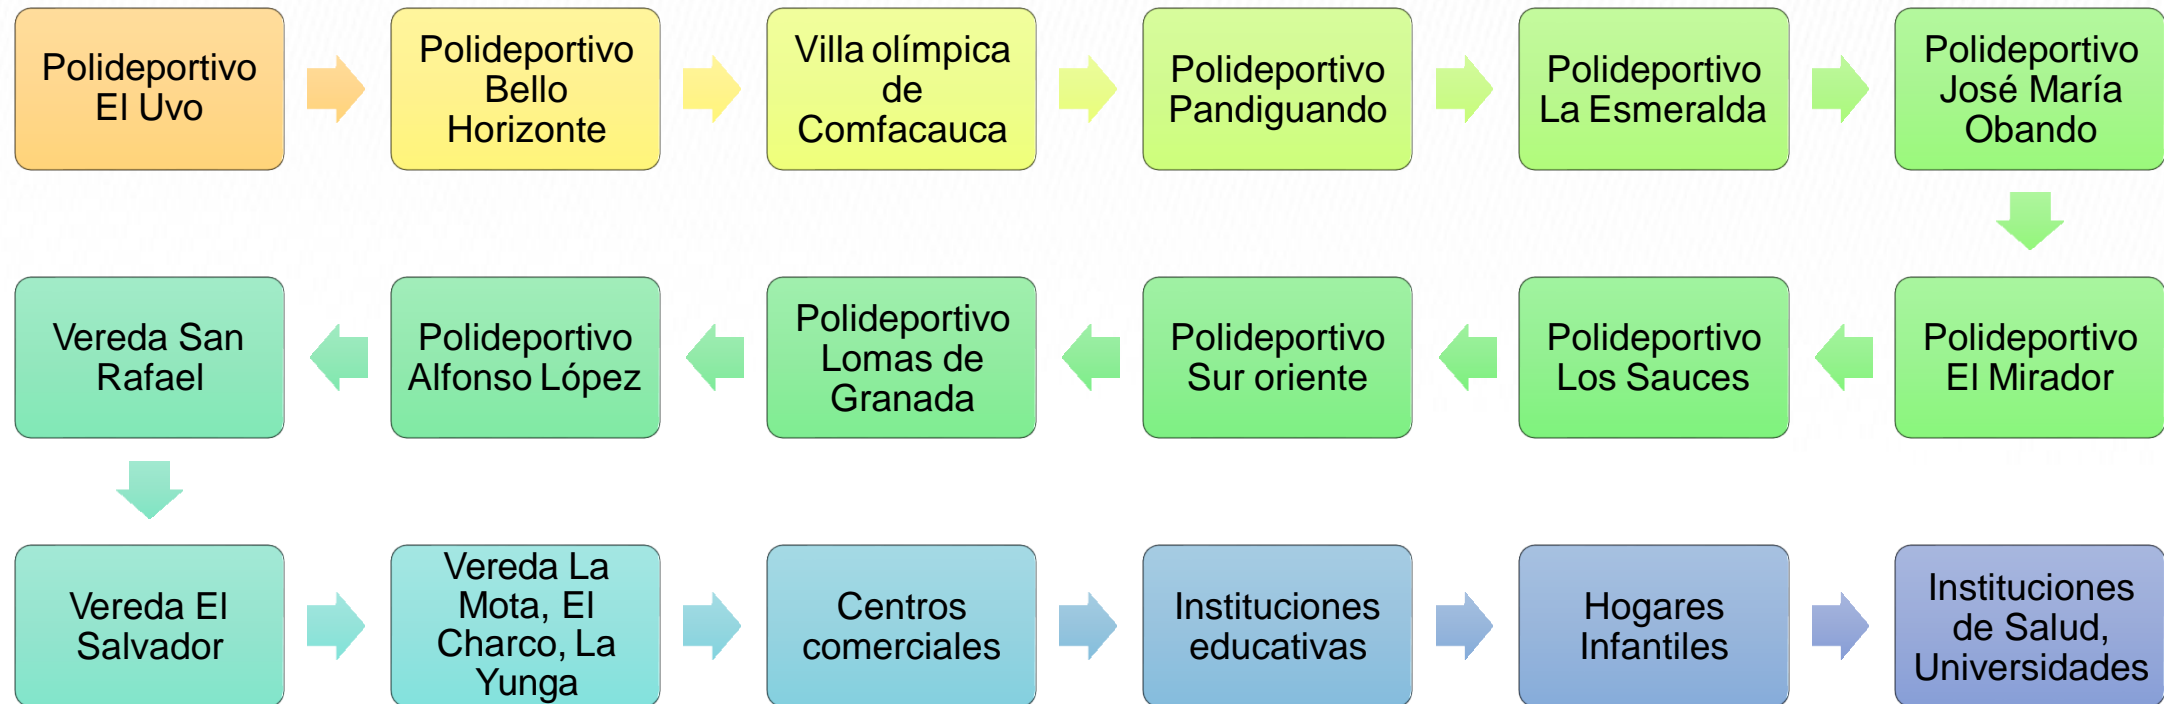 Polideportivo
El Uvo
Polideportivo
Bello
Horizonte
Villa olímpica
de
Comfacauca
Polideportivo
Pandiguando
Polideportivo
La Esmeralda
Polideportivo
José María
Obando
Polideportivo
El Mirador
Polideportivo
Los Sauces
Polideportivo
Sur oriente
Polideportivo
Lomas de
Granada
Polideportivo
Alfonso López
Vereda San
Rafael
Vereda El
Salvador
Vereda La
Mota, El
Charco, La
Yunga
Centros
comerciales
Instituciones
educativas
Hogares
Infantiles
Instituciones
de Salud,
Universidades